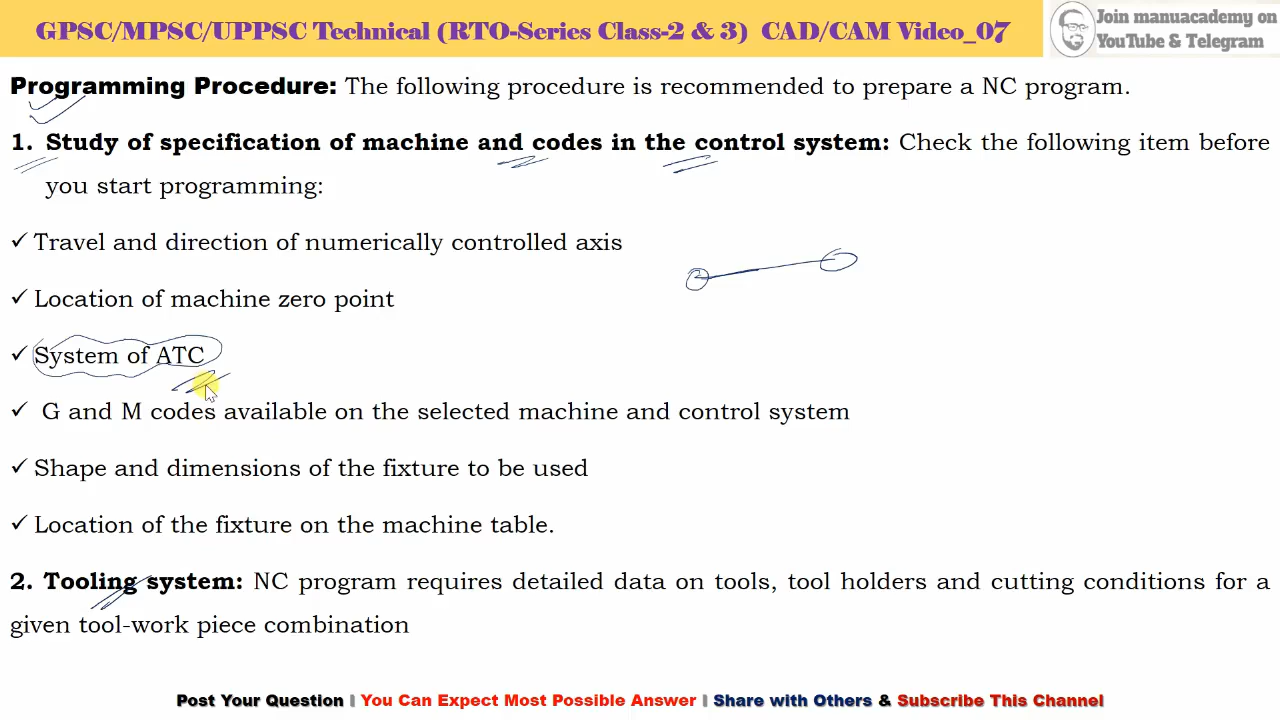 GPSC/MPSC/UPPSC Technical (RTO-Series Class-2 & 3) CAD/CAM Video_07
Join manuacademy on
YouTube & Telegram
Programming Procedure: The following procedure is recommended to prepare a NC program.
1. Study of specification of machine and codes in the control system: Check the following item before
you start programming:
✓ Travel and direction of numerically controlled axis
✓ Location of machine zero point
✓ System of ATC
✓ G and M codes available on the selected machine and control system
✓ Shape and dimensions of the fixture to be used
✓ Location of the fixture on the machine table.
2. Tooling system: NC program requires detailed data on tools, tool holders and cutting conditions for a
given tool-work piece combination
Post Your Question | You Can Expect Most Possible Answer | Share with Others & Subscribe This Channel